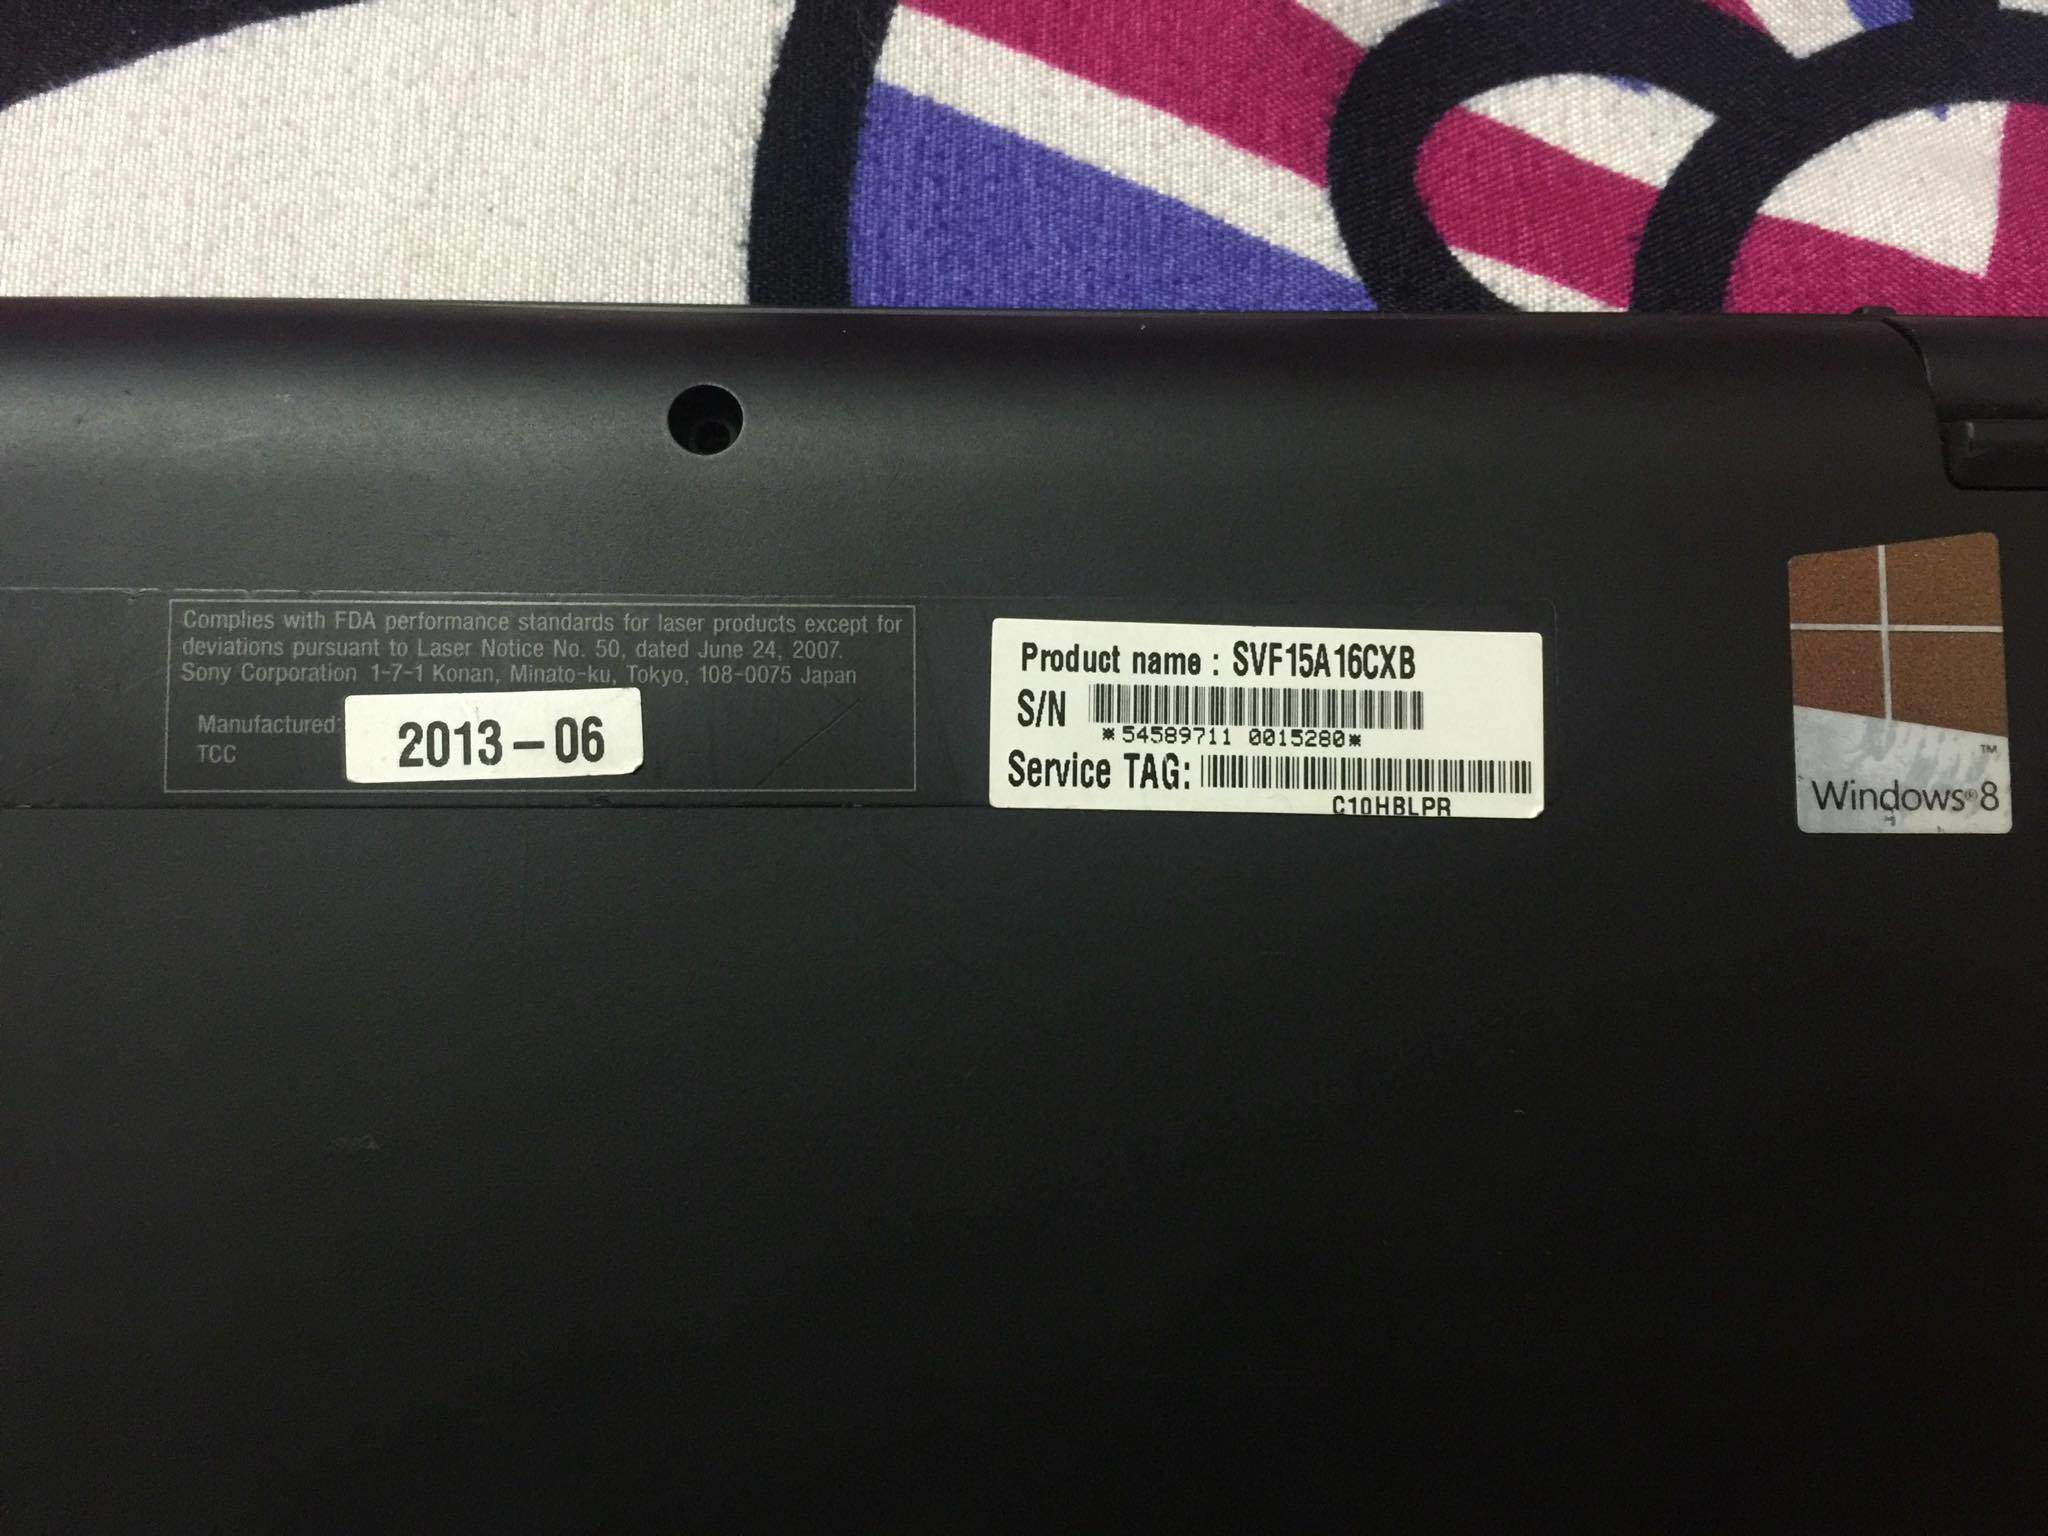 Complies with FDA performance standards for laser products except for
deviations pursuant to Laser Notice No. 50, dated June 24, 2007.
Sony Corporation 1-7-1 Konan, Minato-ku, Tokyo, 108-0075 Japan
Manufactured:
2013-06
TCC
Product name : SVF15A16CXB
S/N
*54589711 0015280*
Service TAG:
C10HBLPR
™
Windows®8